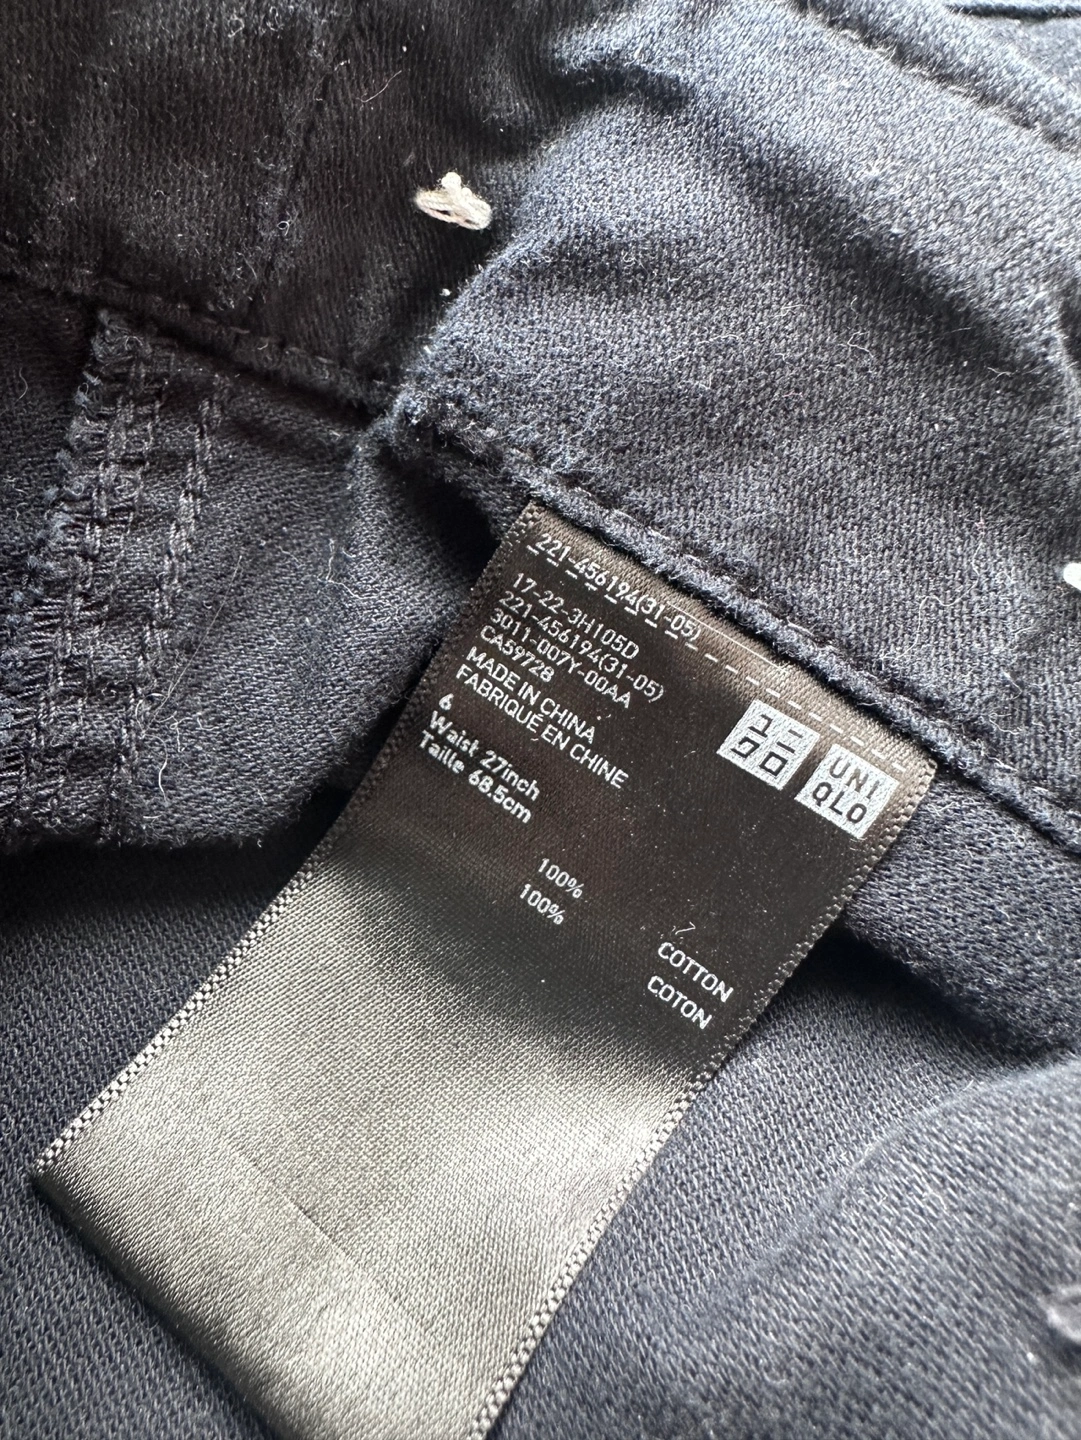 221-456194(31-05)
17-22-3H105D
221-456194(31-05)
3011-007Y-00AA
CA59728
MADE IN CHINA
FABRIQUÉ EN CHINE
6
Waist 27inch
Taille 68.5cm
ユニ
クロ
UNI
QLO
100% COTTON
100% COTON